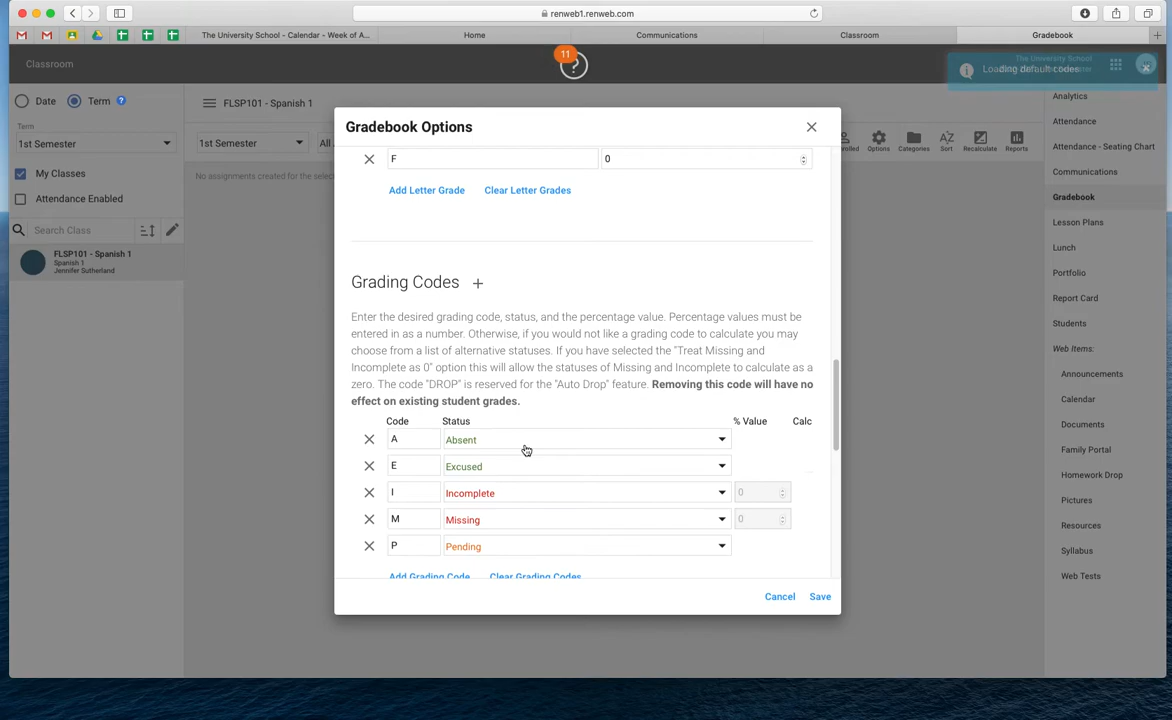 renweb1.renweb.com
The University School - Calendar - Week of A...
Home
Communications
Classroom
Gradebook
Classroom
11
?
The University School
Loading default codes
Date
Term
?
Term
1st Semester
My Classes
Attendance Enabled
Search Class
FLSP101 - Spanish 1
Spanish 1
Jennifer Sutherland
FLSP101 - Spanish 1
1st Semester
All
No assignments created for the selec
Options
Categories
Sort
Recalculate
Reports
Gradebook Options
F
0
Add Letter Grade
Clear Letter Grades
Grading Codes +
Enter the desired grading code, status, and the percentage value. Percentage values must be
entered in as a number. Otherwise, if you would not like a grading code to calculate you may
choose from a list of alternative statuses. If you have selected the "Treat Missing and
Incomplete as 0" option this will allow the statuses of Missing and Incomplete to calculate as a
zero. The code "DROP" is reserved for the "Auto Drop" feature. Removing this code will have no
effect on existing student grades.
Code Status % Value Calc
A Absent
E Excused
I Incomplete 0
M Missing 0
P Pending
Add Grading Code Clear Grading Codes
Cancel Save
Analytics
Attendance
Attendance - Seating Chart
Communications
Gradebook
Lesson Plans
Lunch
Portfolio
Report Card
Students
Web Items:
Announcements
Calendar
Documents
Family Portal
Homework Drop
Pictures
Resources
Syllabus
Web Tests